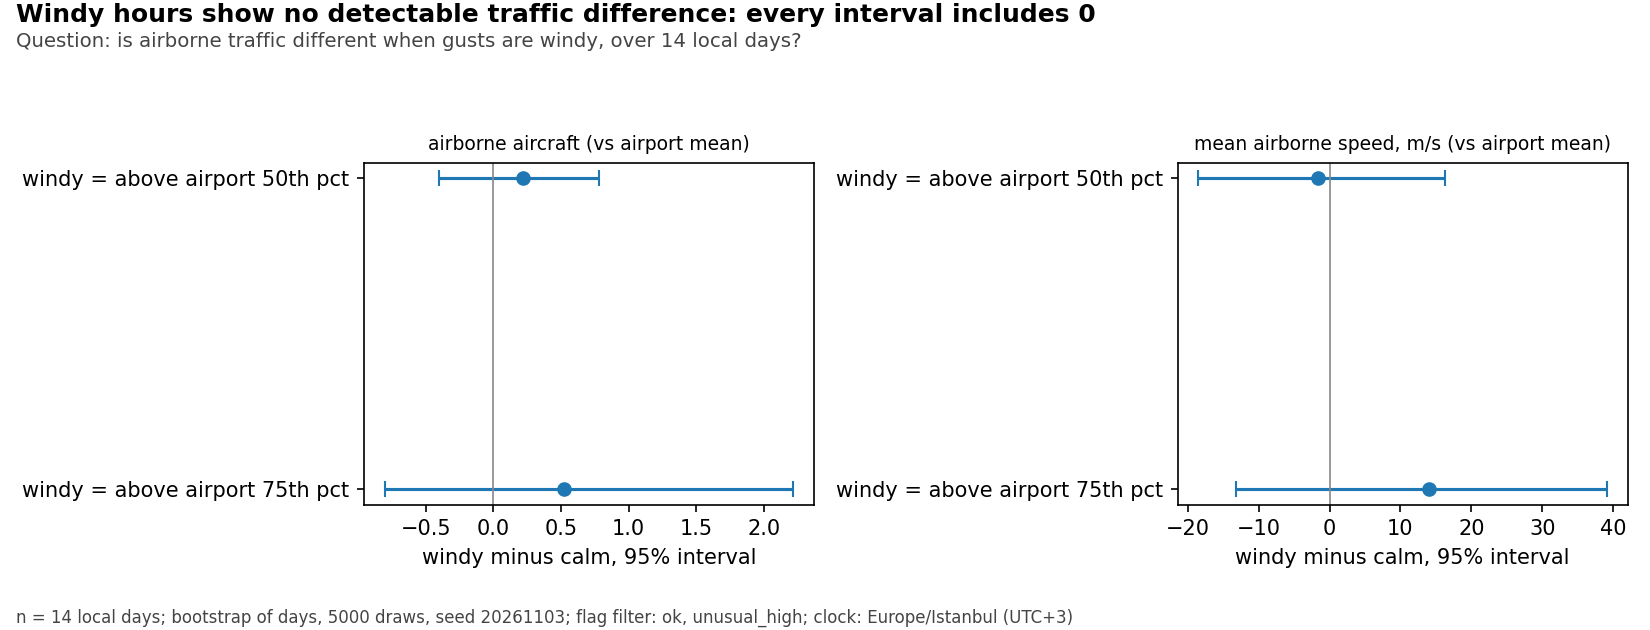 Windy hours show no detectable traffic difference: every interval includes 0
Question: is airborne traffic different when gusts are windy, over 14 local days?
airborne aircraft (vs airport mean)
windy = above airport 50th pct
windy = above airport 75th pct
−0.5 0.0 0.5 1.0 1.5 2.0
windy minus calm, 95% interval
mean airborne speed, m/s (vs airport mean)
windy = above airport 50th pct
windy = above airport 75th pct
−20 −10 0 10 20 30 40
windy minus calm, 95% interval
n = 14 local days; bootstrap of days, 5000 draws, seed 20261103; flag filter: ok, unusual_high; clock: Europe/Istanbul (UTC+3)